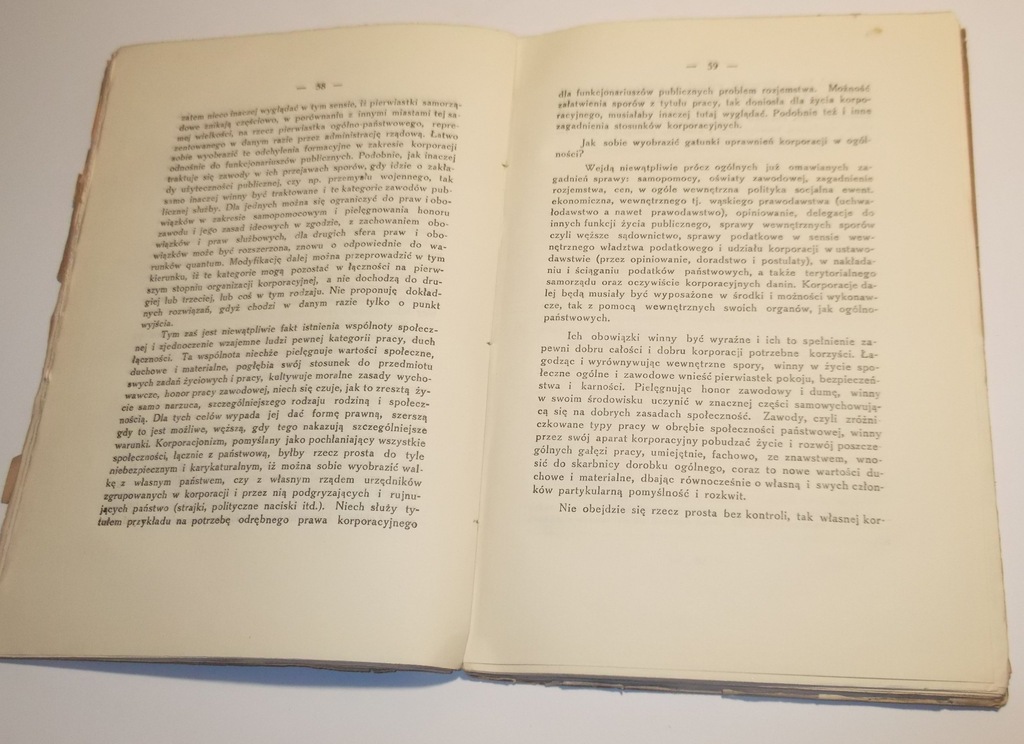 — 58 —
zatem nieco inaczej wyglądać w tym sensie, iż pierwiastki samorzą-
dowe znikają częściowo, w porównaniu z innymi miastami tej sa-
mej wielkości, na rzecz pierwiastka ogólno-państwowego, repre-
zentowanego w danym razie przez administrację rządową. Łatwo
sobie wyobrazić te odchylenia formacyjne w zakresie korporacji
odnośnie do funkcjonariuszów publicznych. Podobnie, jak inaczej
traktuje się zawody w ich przejawach sporów, gdy idzie o zakła-
dy użyteczności publicznej, czy np. przemysłu wojennego, tak
samo inaczej winny być traktowane i te kategorie zawodów pub-
licznej służby. Dla jednych można się ograniczyć do praw i obo-
wiązków w zakresie samopomocowym i pielęgnowania honoru
zawodu i jego zasad ideowych w zgodzie, z zachowaniem obo-
wiązków i praw służbowych, dla drugich sfera praw i obo-
wiązków może być rozszerzona, znowu o odpowiednie do wa-
runków quantum. Modyfikację dalej można przeprowadzić w tym
kierunku, iż te kategorie mogą pozostać w łączności na pierw-
szym stopniu organizacji korporacyjnej, a nie dochodzą do dru-
giej lub trzeciej, lub coś w tym rodzaju. Nie proponuję dokład-
nych rozwiązań, gdyż chodzi w danym razie tylko o punkt
wyjścia.
Tym zaś jest niewątpliwie fakt istnienia wspólnoty społecz-
nej i zjednoczenie wzajemne ludzi pewnej kategorii pracy, duch
łączności. Ta wspólnota niechże pielęgnuje wartości społeczne,
duchowe i materialne, pogłębia swój stosunek do przedmiotu
swych zadań życiowych i pracy, kultywuje moralne zasady wycho-
wawcze, honor pracy zawodowej, niech się czuje, jak to zresztą ży-
cie samo narzuca, szczególniejszego rodzaju rodziną i społecz-
nością. Dla tych celów wypada jej dać formę prawną, szerszą
gdy to jest możliwe, węższą, gdy tego nakazują szczególniejsze
warunki. Korporacjonizm, pomyślany jako pochłaniający wszystkie
społeczności, łącznie z państwową, byłby rzecz prosta do tyle
niebezpiecznym i karykaturalnym, iż można sobie wyobrazić wal-
kę z własnym państwem, czy z własnym rządem urzędników
zgrupowanych w korporacji i przez nią podgryzających i rujnu-
jących państwo (strajki, polityczne naciski itd.). Niech służy ty-
tułem przykładu na potrzebę odrębnego prawa korporacyjnego
— 59 —
dla funkcjonariuszów publicznych problem rozjemstwa. Możność
załatwienia sporów z tytułu pracy, tak doniosła dla życia korpo-
racyjnego, musiałaby inaczej tutaj wyglądać. Podobnie też i inne
zagadnienia stosunków korporacyjnych.
Jak sobie wyobrazić gatunki uprawnień korporacji w ogól-
ności?
Wejdą niewątpliwie prócz ogólnych już omawianych za-
gadnień sprawy: samopomocy, oświaty zawodowej, zagadnienie
rozjemstwa, cen, w ogóle wewnętrzna polityka socjalna ewent.
ekonomiczna, wewnętrznego tj. wąskiego prawodawstwa (uchwa-
łodawstwo a nawet prawodawstwo), opiniowanie, delegacje do
innych funkcji życia publicznego, sprawy wewnętrznych sporów
czyli węższe sądownictwo, sprawy podatkowe w sensie wew-
nętrznego władztwa podatkowego i udziału korporacji w ustawo-
dawstwie (przez opiniowanie, doradstwo i postulaty), w nakłada-
niu i ściąganiu podatków państwowych, a także terytorialnego
samorządu oraz oczywiście korporacyjnych danin. Korporacje da-
lej będą musiały być wyposażone w środki i możności wykonaw-
cze, tak z pomocą wewnętrznych swoich organów, jak ogólno-
państwowych.
Ich obowiązki winny być wyraźne i ich to spełnienie za-
pewni dobru całości i dobru korporacji potrzebne korzyści. Ła-
godząc i wyrównywując wewnętrzne spory, winny w życie spo-
łeczne ogólne i zawodowe wnieść pierwiastek pokoju, bezpieczeń-
stwa i karności. Pielęgnując honor zawodowy i dumę, winny
w swoim środowisku uczynić w znacznej części samowychowują-
cą się na dobrych zasadach społeczność. Zawody, czyli zróżni-
czkowane typy pracy w obrębie społeczności państwowej, winny
przez swój aparat korporacyjny pobudzać życie i rozwój poszcze-
gólnych gałęzi pracy, umiejętnie, fachowo, ze znawstwem, wno-
sić do skarbnicy dorobku ogólnego, coraz to nowe wartości du-
chowe i materialne, dbając równocześnie o własną i swych człon-
ków partykularną pomyślność i rozkwit.
Nie obejdzie się rzecz prosta bez kontroli, tak własnej kor-